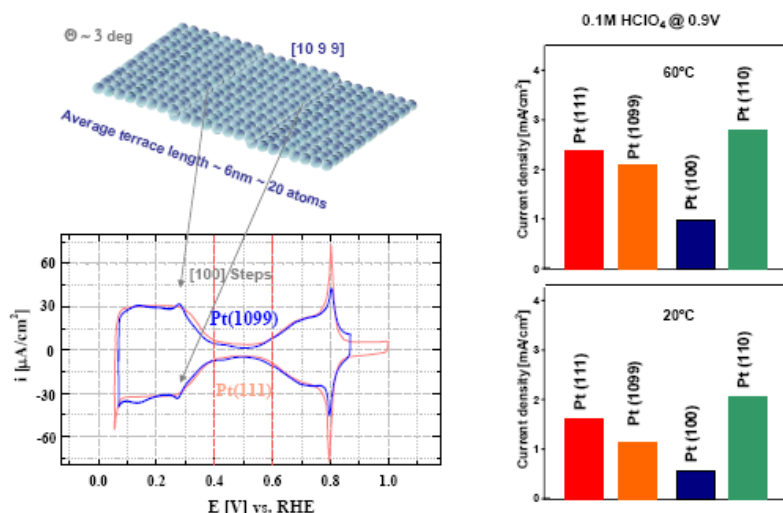 Θ ~ 3 deg
[10 9 9]
Average terrace length ~ 6nm ~ 20 atoms
[100] Steps
Pt(1099)
Pt(111)
60
30
0
-30
-60
i [μA/cm²]
0.0 0.2 0.4 0.6 0.8 1.0
E [V] vs. RHE
0.1M HClO₄ @ 0.9V
60ºC
Current density [mA/cm²]
4
3
2
1
0
Pt (111)
Pt (1099)
Pt (100)
Pt (110)
20ºC
Current density [mA/cm²]
4
3
2
1
0
Pt (111)
Pt (1099)
Pt (100)
Pt (110)